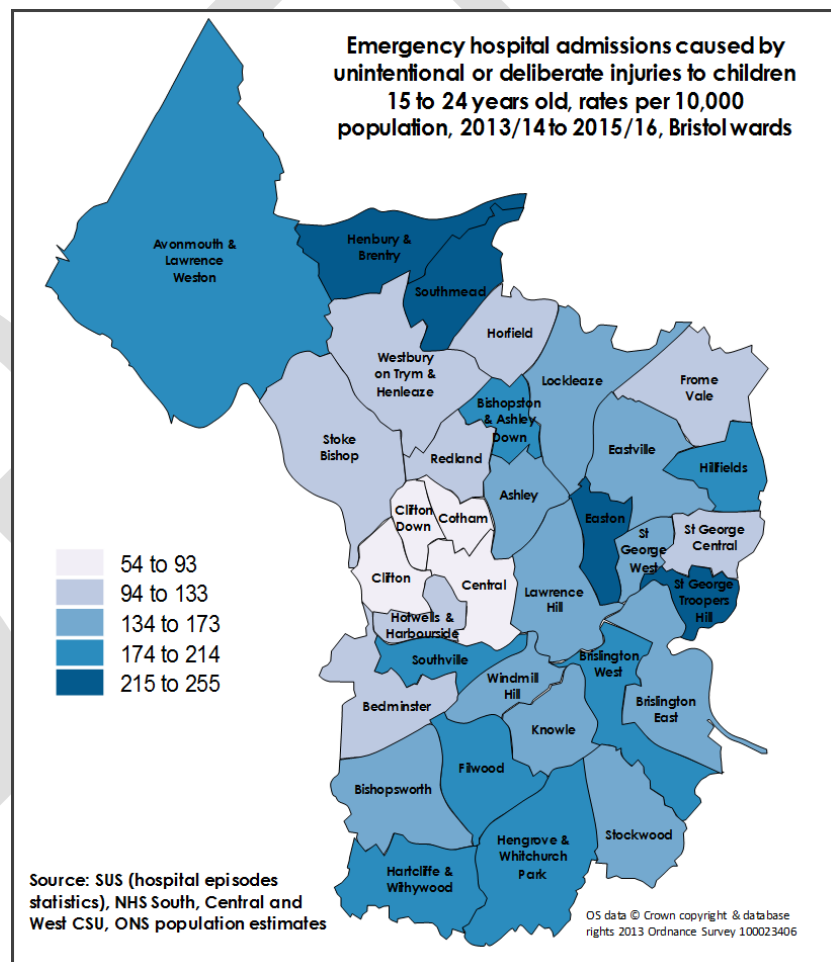 Emergency hospital admissions caused by
unintentional or deliberate injuries to children
15 to 24 years old, rates per 10,000
population, 2013/14 to 2015/16, Bristol wards
Avonmouth &
Lawrence
Weston
Henbury &
Brentry
Southmead
Horfield
Westbury
on Trym &
Henleaze
Lockleaze
Frome
Vale
Bishopston
& Ashley
Down
Stoke
Bishop
Redland
Eastville
Hillfields
Ashley
Clifton
Down
Cotham
Easton
St
George
West
St George
Central
Clifton
Central
Lawrence
Hill
St George
Troopers
Hill
Hotwells &
Harbourside
Southville
Windmill
Hill
Brislington
West
Bedminster
Brislington
East
Knowle
Filwood
Bishopsworth
Stockwood
Hengrove &
Whitchurch
Park
Hartcliffe &
Withywood
54 to 93
94 to 133
134 to 173
174 to 214
215 to 255
Source: SUS (hospital episodes
statistics), NHS South, Central and
West CSU, ONS population estimates
OS data © Crown copyright & database
rights 2013 Ordnance Survey 100023406